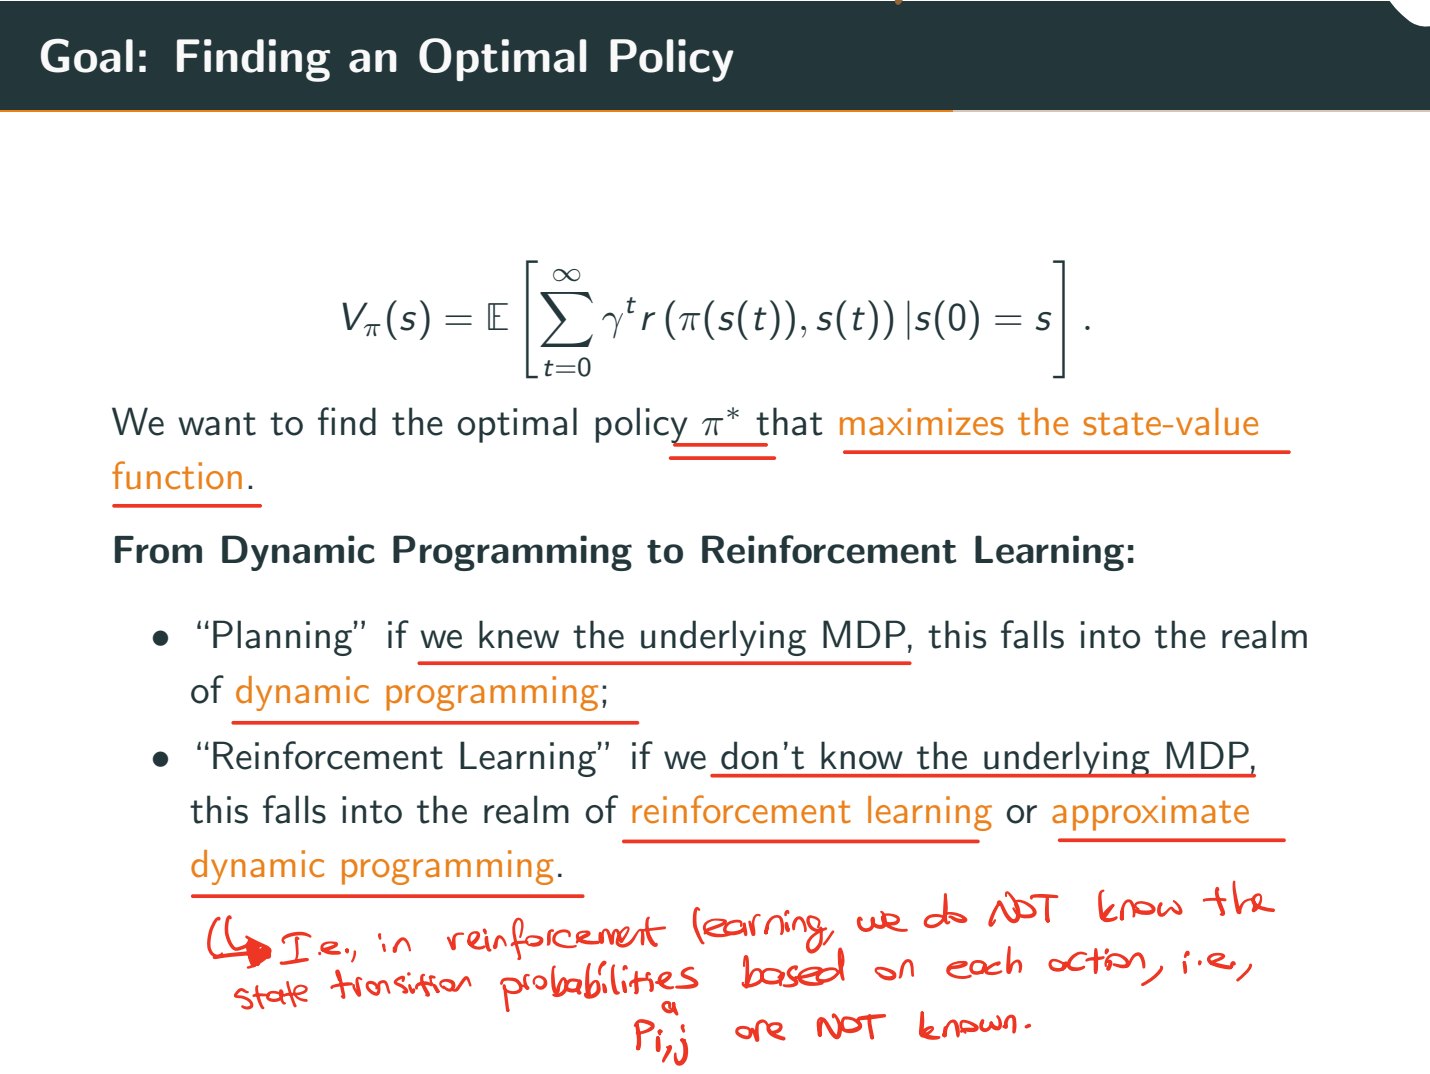 Goal: Finding an Optimal Policy
V_π(s) = 𝔼 [ ∑_{t=0}^{∞} γ^t r (π(s(t)), s(t)) |s(0) = s ] .
We want to find the optimal policy π* that maximizes the state-value
function.
From Dynamic Programming to Reinforcement Learning:
• “Planning” if we knew the underlying MDP, this falls into the realm
of dynamic programming;
• “Reinforcement Learning” if we don’t know the underlying MDP,
this falls into the realm of reinforcement learning or approximate
dynamic programming.
I.e., in reinforcement learning, we do NOT know the
state transition probabilities based on each action, i.e.,
P^a_{i,j} are NOT known.